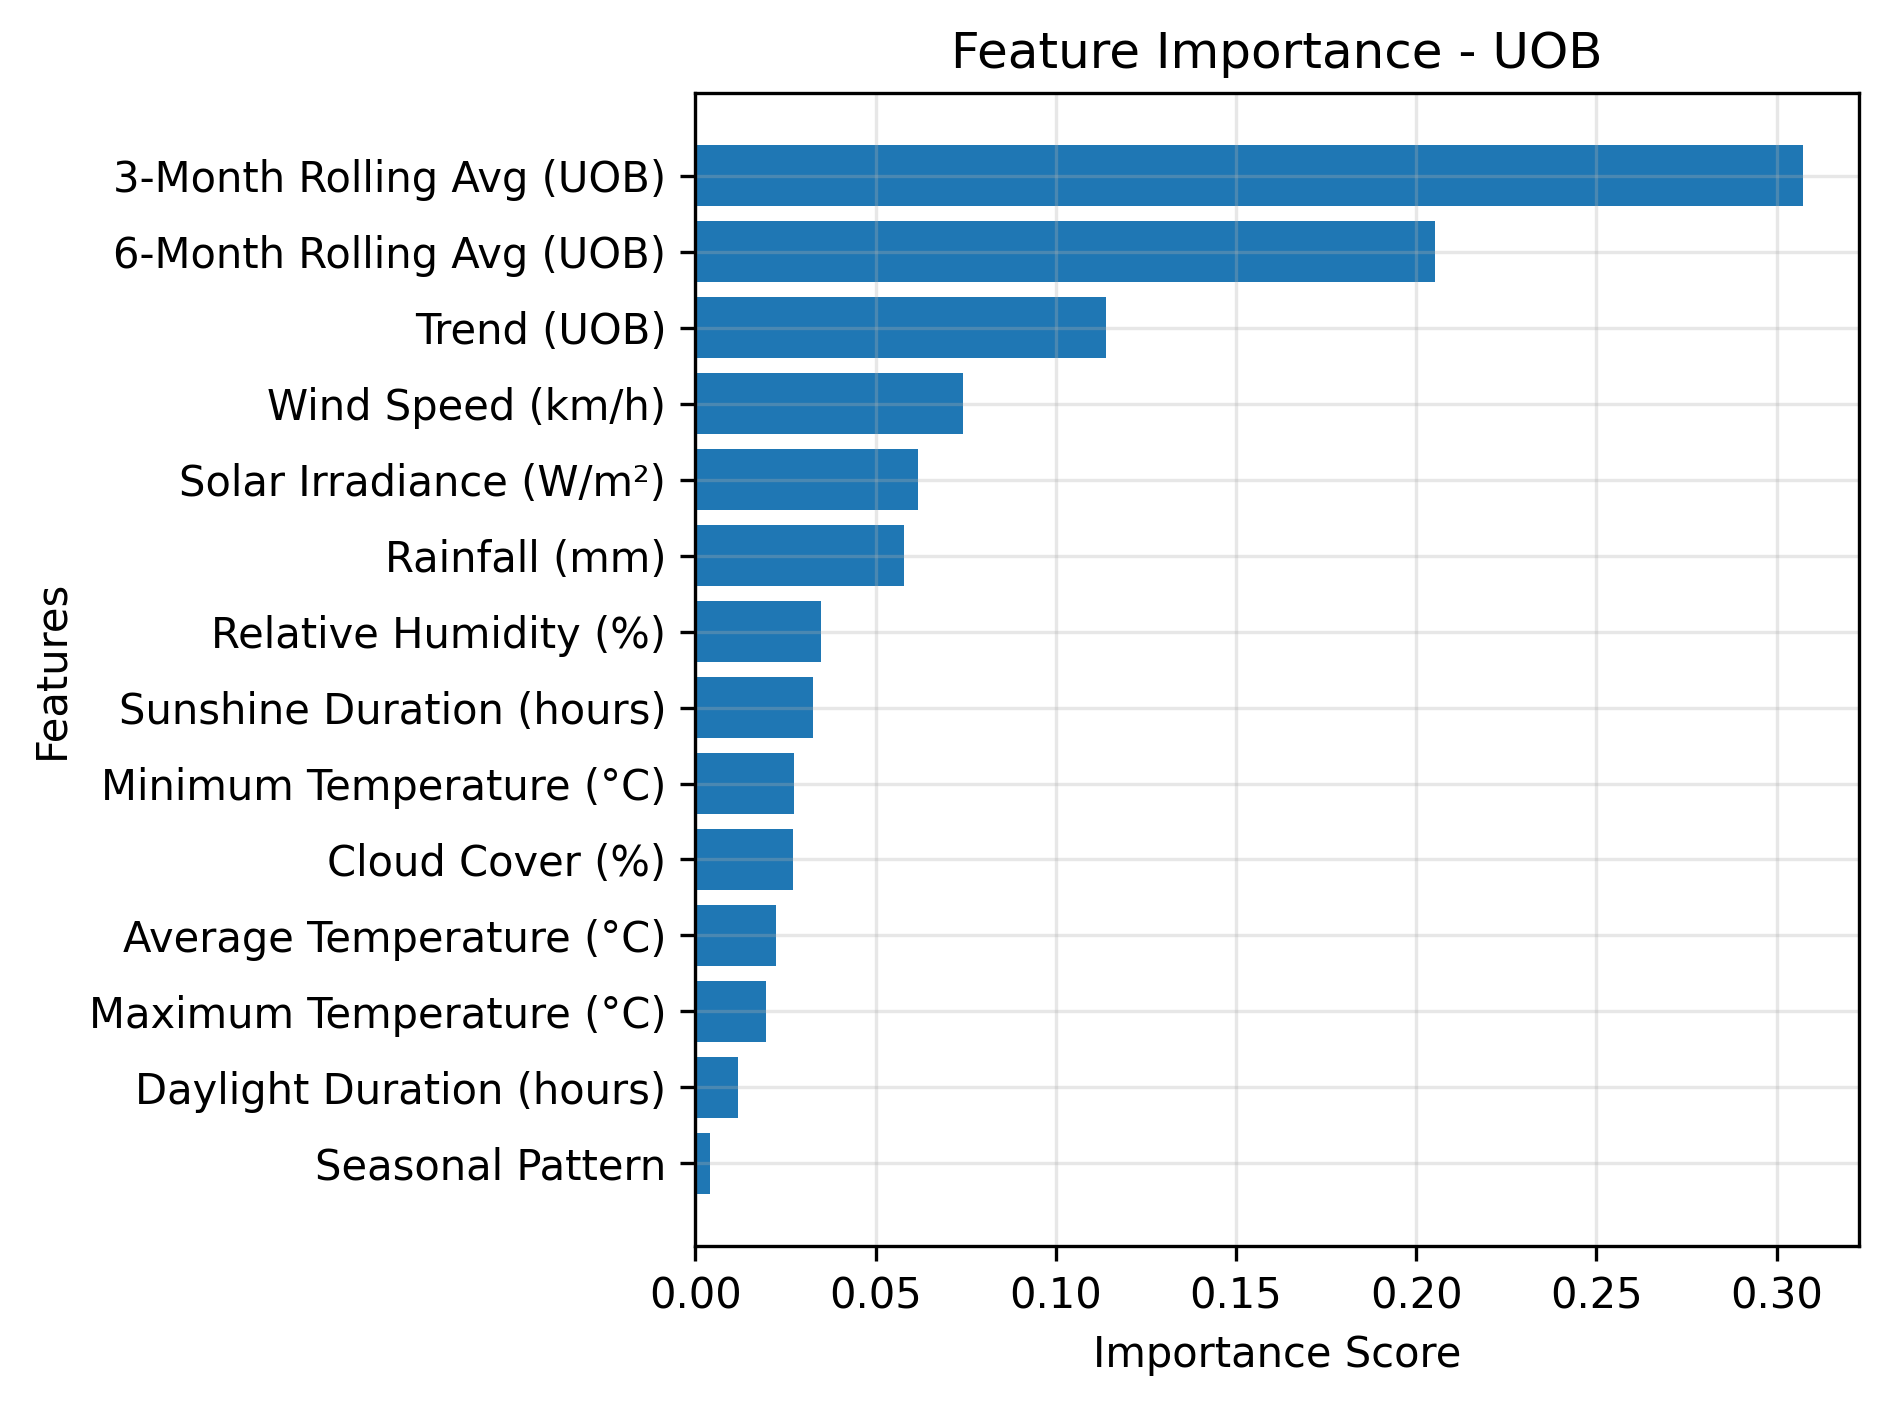 Feature Importance - UOB
3-Month Rolling Avg (UOB)
6-Month Rolling Avg (UOB)
Trend (UOB)
Wind Speed (km/h)
Solar Irradiance (W/m²)
Rainfall (mm)
Relative Humidity (%)
Sunshine Duration (hours)
Minimum Temperature (°C)
Cloud Cover (%)
Average Temperature (°C)
Maximum Temperature (°C)
Daylight Duration (hours)
Seasonal Pattern
Features
0.00 0.05 0.10 0.15 0.20 0.25 0.30
Importance Score